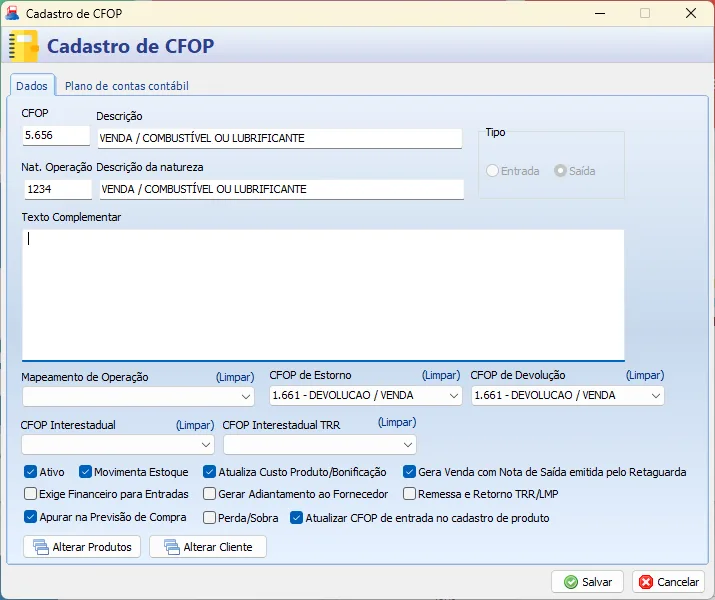 Cadastro de CFOP
Cadastro de CFOP
Dados Plano de contas contábil
CFOP Descrição
5.656 VENDA / COMBUSTÍVEL OU LUBRIFICANTE
Tipo
Entrada Saída
Nat. Operação Descrição da natureza
1234 VENDA / COMBUSTÍVEL OU LUBRIFICANTE
Texto Complementar
Mapeamento de Operação (Limpar) CFOP de Estorno (Limpar) CFOP de Devolução (Limpar)
1.661 - DEVOLUCAO / VENDA 1.661 - DEVOLUCAO / VENDA
CFOP Interestadual (Limpar) CFOP Interestadual TRR (Limpar)
Ativo Movimenta Estoque Atualiza Custo Produto/Bonificação Gera Venda com Nota de Saída emitida pelo Retaguarda
Exige Financeiro para Entradas Gerar Adiantamento ao Fornecedor Remessa e Retorno TRR/LMP
Apurar na Previsão de Compra Perda/Sobra Atualizar CFOP de entrada no cadastro de produto
Alterar Produtos Alterar Cliente
Salvar Cancelar